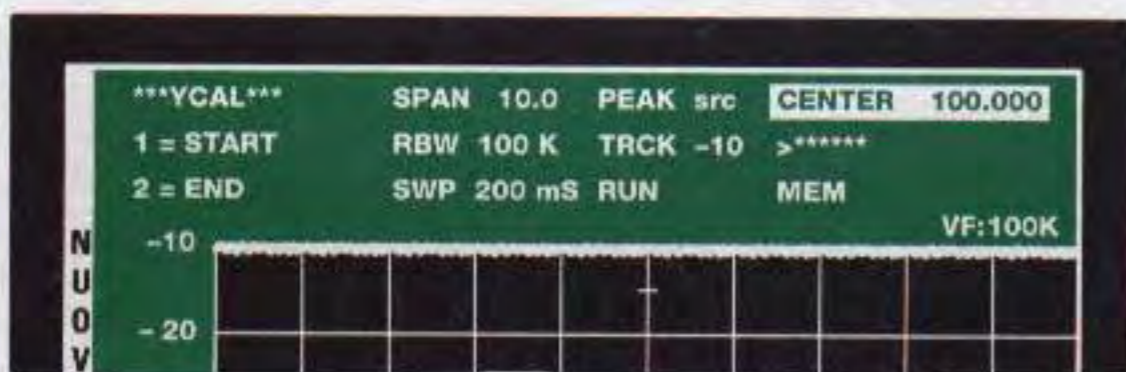 ***YCAL*** SPAN 10.0 PEAK src CENTER 100.000
1 = START RBW 100 K TRCK -10 >******
2 = END SWP 200 mS RUN MEM
VF:100K
-10
-20
NUOV